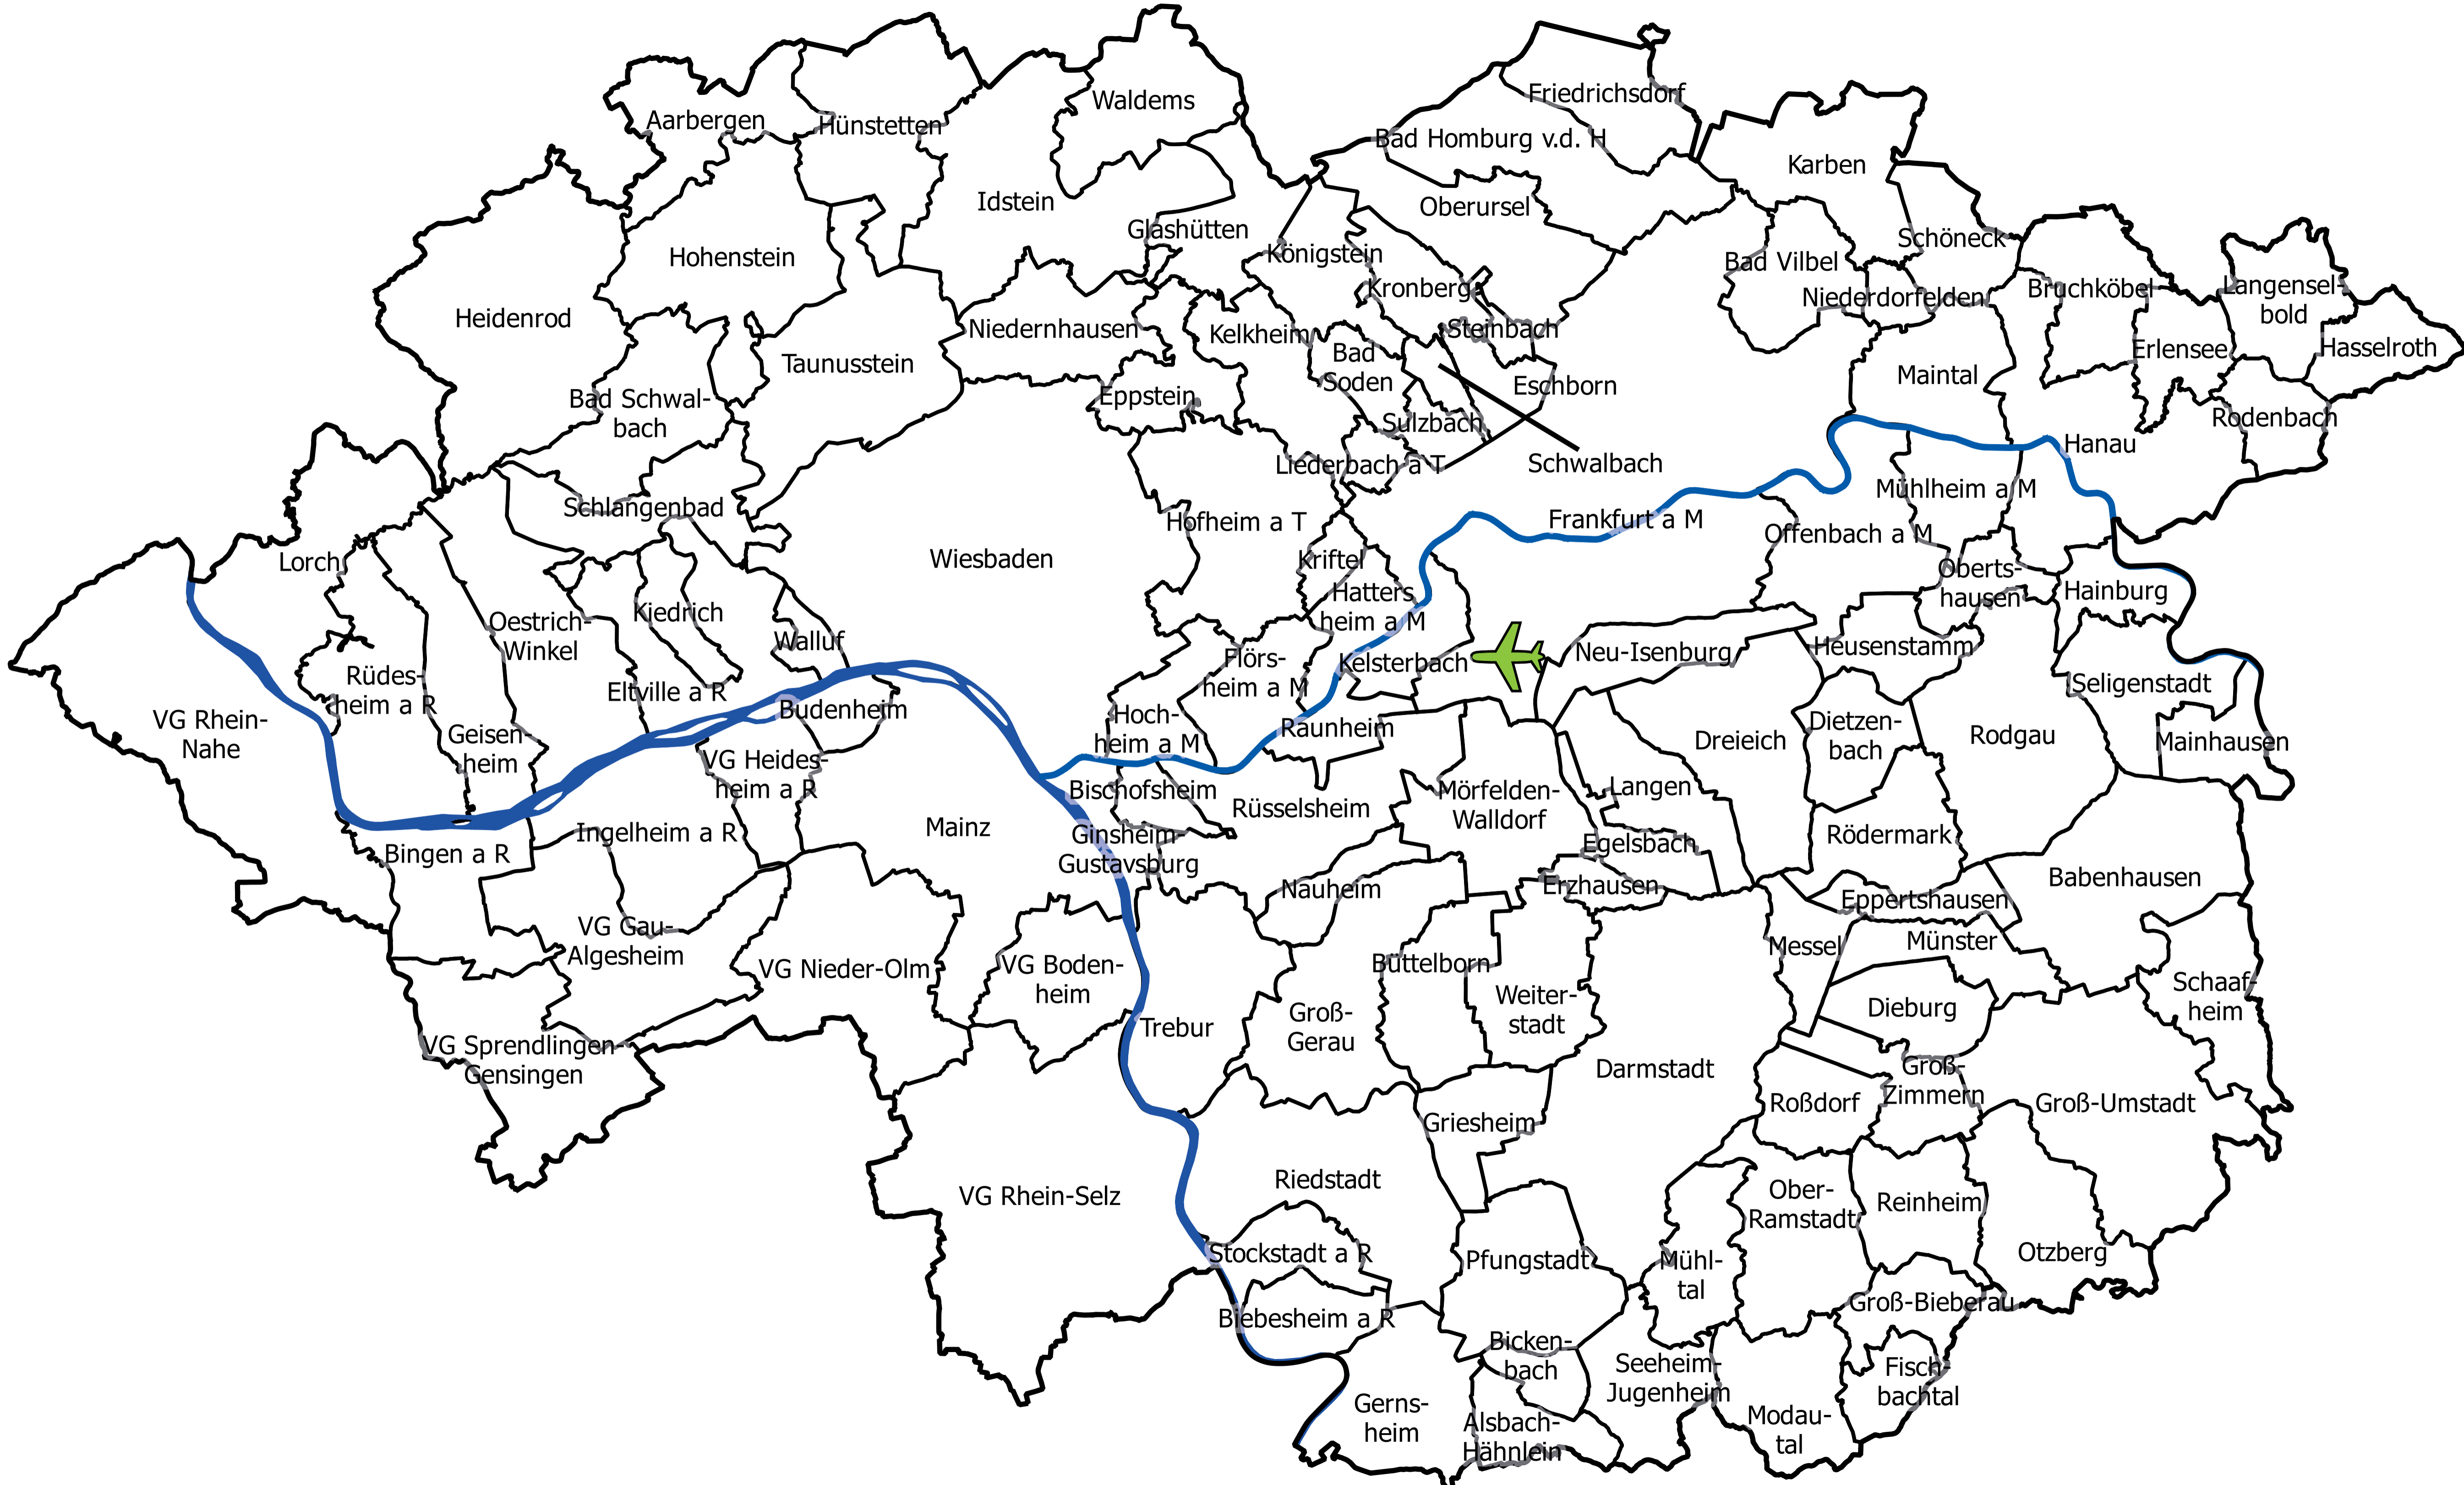 Waldems
Friedrichsdorf
Aarbergen
Hünstetten
Bad Homburg v.d. H
Karben
Idstein
Oberursel
Glashütten
Schöneck
Hohenstein
Königstein
Bad Vilbel
Kronberg
Niederdorfelden
Bruchköbel
Langensel-
bold
Heidenrod
Niedernhausen
Kelkheim
Steinbach
Erlensee
Hasselroth
Taunusstein
Bad
Soden
Maintal
Eschborn
Bad Schwal-
bach
Eppstein
Sulzbach
Rodenbach
Hanau
Liederbach a T
Schwalbach
Schlangenbad
Mühlheim a M
Hofheim a T
Frankfurt a M
Offenbach a M
Lorch
Wiesbaden
Kriftel
Oberts-
hausen
Hainburg
Hatters
heim a M
Oestrich-
Winkel
Kiedrich
Walluf
Neu-Isenburg
Heusenstamm
Flörs-
heim a M
Kelsterbach
Rüdes-
heim a R
Eltville a R
Seligenstadt
Budenheim
VG Rhein-
Nahe
Hoch-
heim a M
Raunheim
Dreieich
Dietzen-
bach
Rodgau
Mainhausen
Geisen-
heim
VG Heides-
heim a R
Bischofsheim
Rüsselsheim
Mörfelden-
Walldorf
Langen
Mainz
Ingelheim a R
Ginsheim-
Gustavsburg
Egelsbach
Rödermark
Bingen a R
Nauheim
Erzhausen
Babenhausen
Eppertshausen
VG Gau-
Algesheim
Messel
Münster
VG Nieder-Olm
VG Boden-
heim
Büttelborn
Weiter-
stadt
Schaaf-
heim
Dieburg
Trebur
Groß-
Gerau
VG Sprendlingen-
Gensingen
Darmstadt
Groß-
Zimmern
Roßdorf
Groß-Umstadt
Griesheim
VG Rhein-Selz
Riedstadt
Ober-
Ramstadt
Reinheim
Stockstadt a R
Pfungstadt
Mühl-
tal
Otzberg
Groß-Bieberau
Biebesheim a R
Bicken-
bach
Seeheim-
Jugenheim
Fisch-
bachtal
Gerns-
heim
Alsbach-
Hähnlein
Modau-
tal